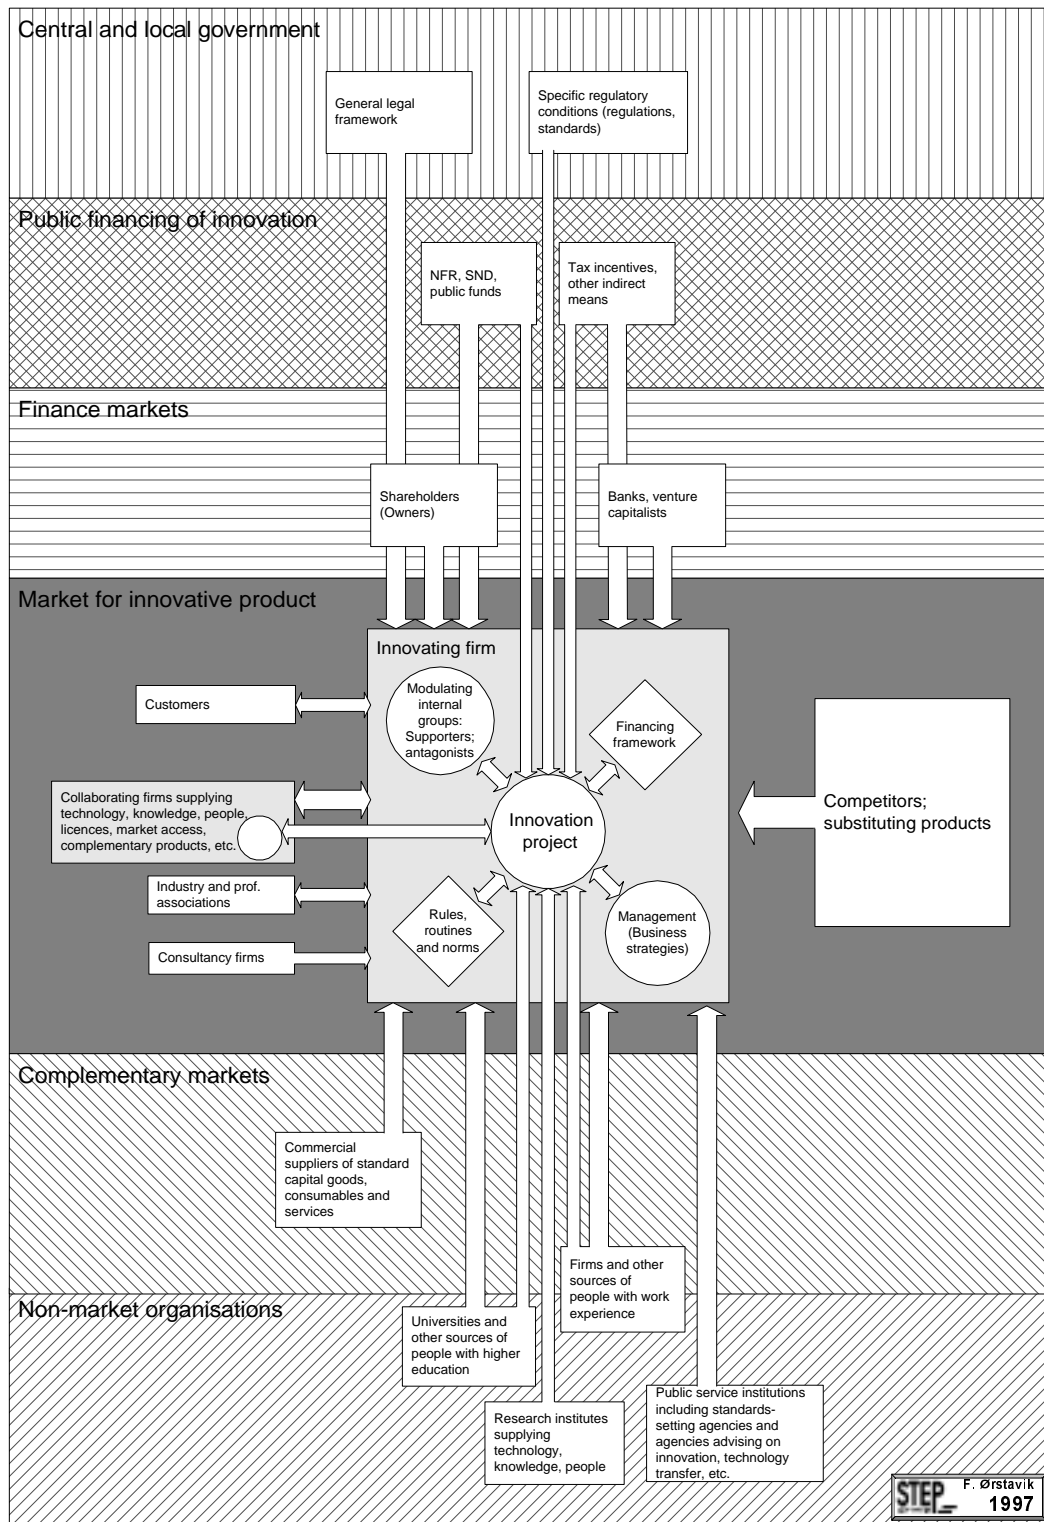 Central and local government
General legal
framework
Specific regulatory
conditions (regulations,
standards)
Public financing of innovation
NFR, SND,
public funds
Tax incentives,
other indirect
means
Finance markets
Shareholders
(Owners)
Banks, venture
capitalists
Market for innovative product
Innovating firm
Modulating
internal
groups:
Supporters;
antagonists
Financing
framework
Customers
Collaborating firms supplying
technology, knowledge, people,
licences, market access,
complementary products, etc.
Innovation
project
Competitors;
substituting products
Industry and prof.
associations
Rules,
routines
and norms
Management
(Business
strategies)
Consultancy firms
Complementary markets
Commercial
suppliers of standard
capital goods,
consumables and
services
Firms and other
sources of
people with work
experience
Non-market organisations
Universities and
other sources of
people with higher
education
Research institutes
supplying
technology,
knowledge, people
Public service institutions
including standards-
setting agencies and
agencies advising on
innovation, technology
transfer, etc.
STEP
F. Ørstavik
1997